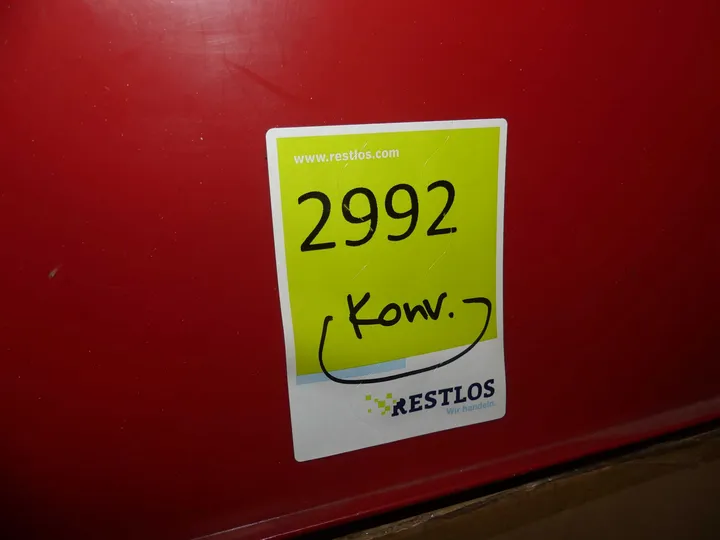 www.restlos.com
2992
Konv.
RESTLOS
Wir handeln.